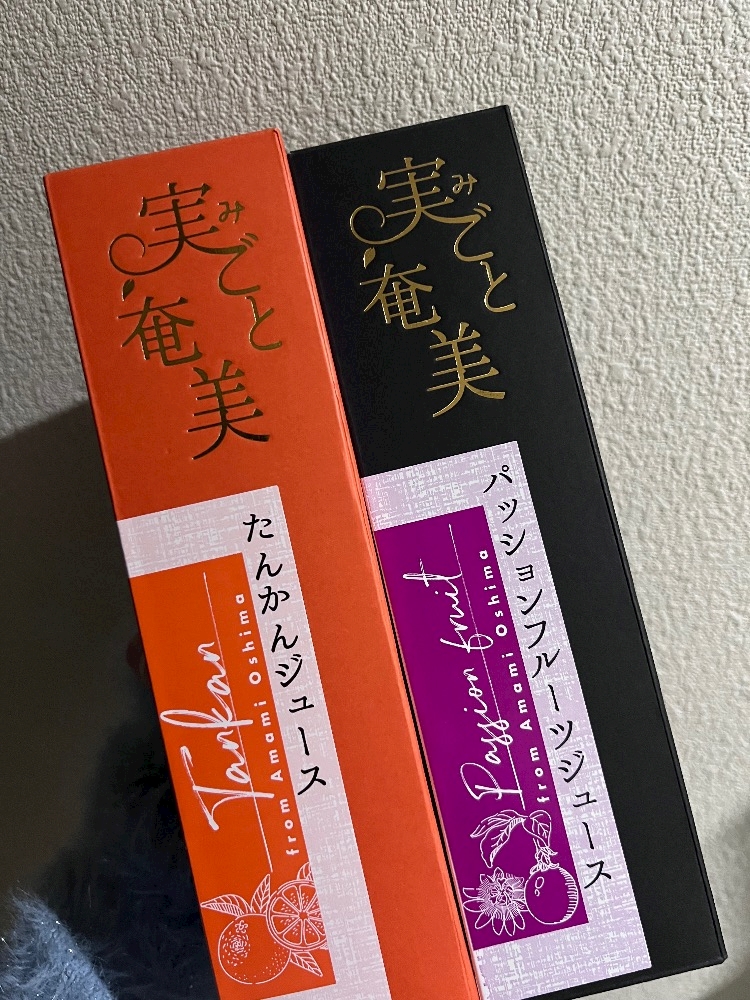 実みごと
奄美
たんかんジュース
Tankan
from Amami Oshima
実みごと
奄美
パッションフルーツジュース
Passion fruit
from Amami Oshima